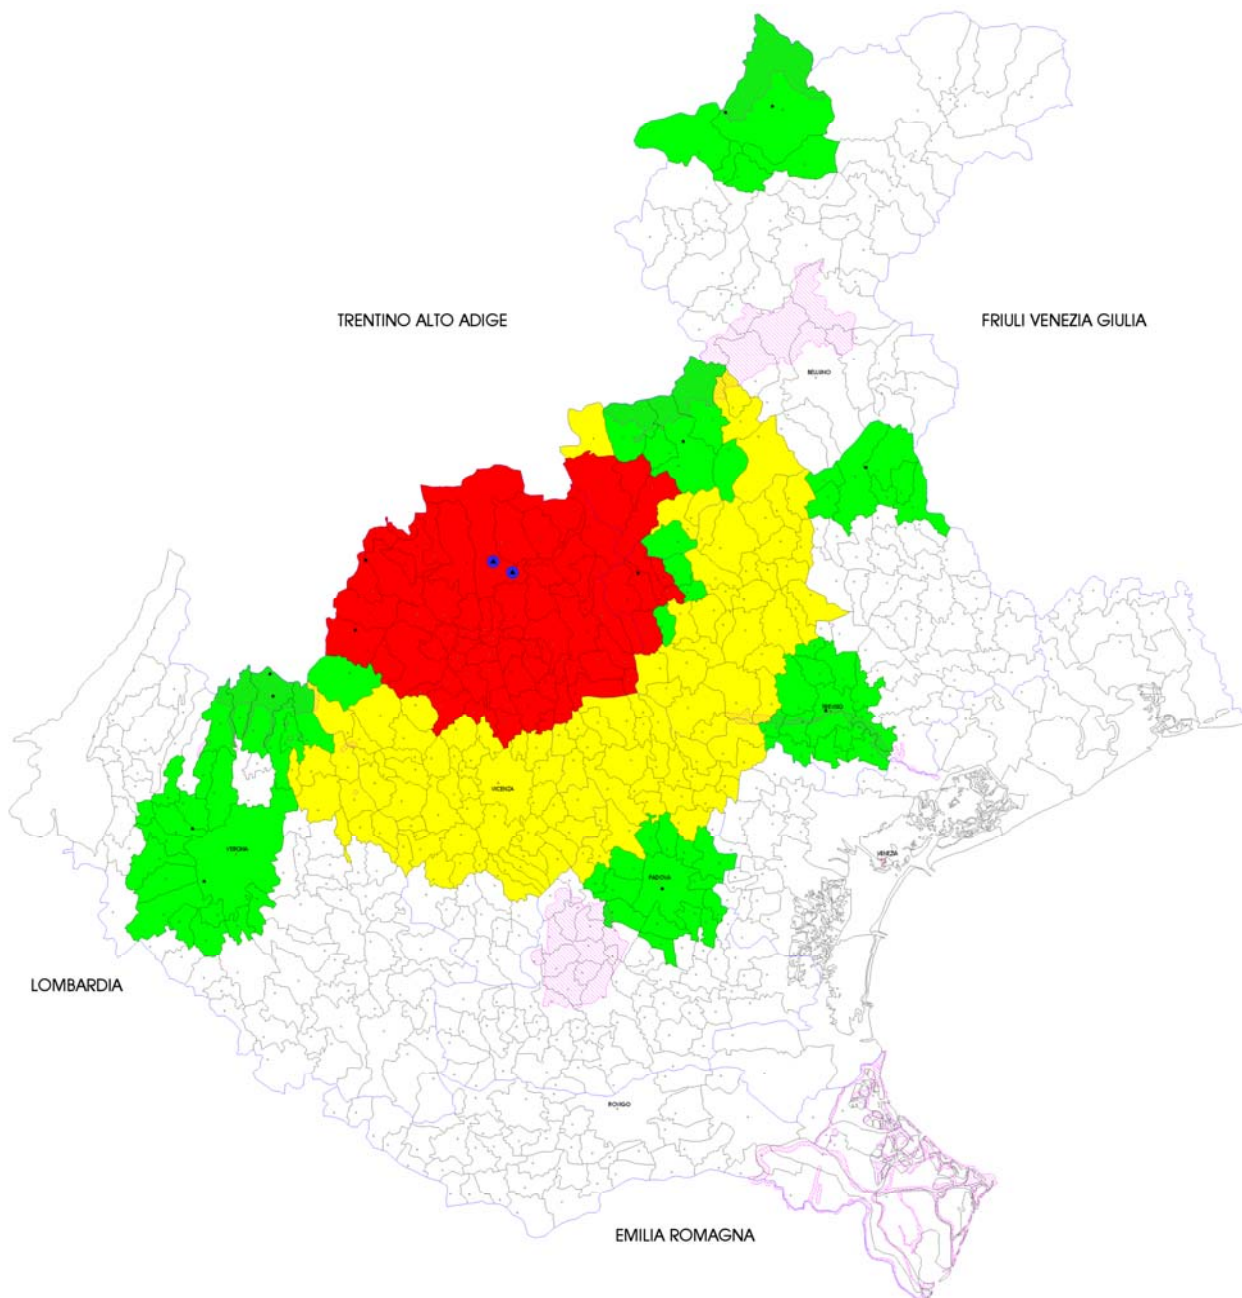 TRENTINO ALTO ADIGE
FRIULI VENEZIA GIULIA
BELLUNO
TREVISO
VICENZA
VERONA
VENEZIA
PADOVA
LOMBARDIA
ROVIGO
EMILIA ROMAGNA